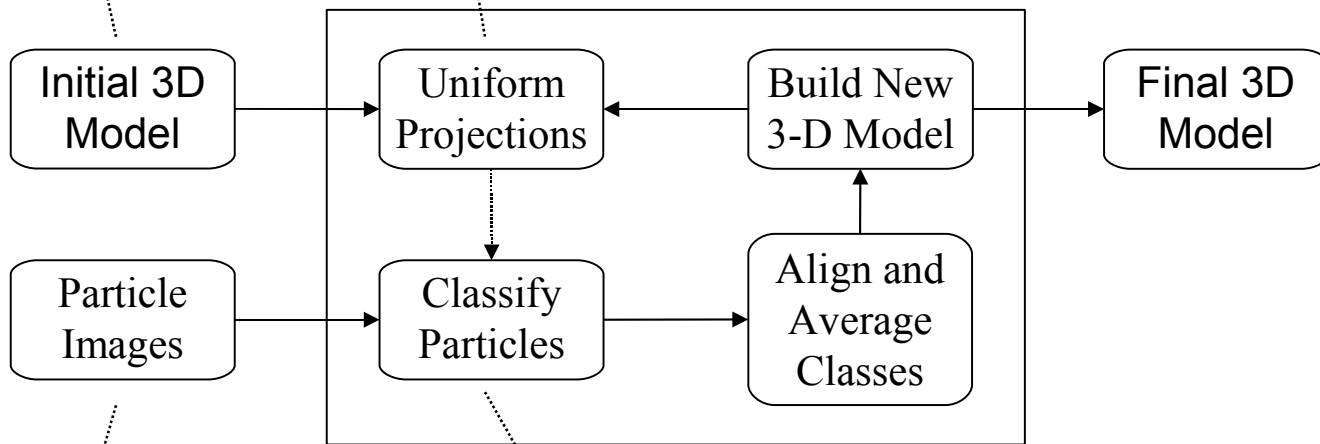 Initial 3D
Model
Uniform
Projections
Build New
3-D Model
Final 3D
Model
Particle
Images
Classify
Particles
Align and
Average
Classes